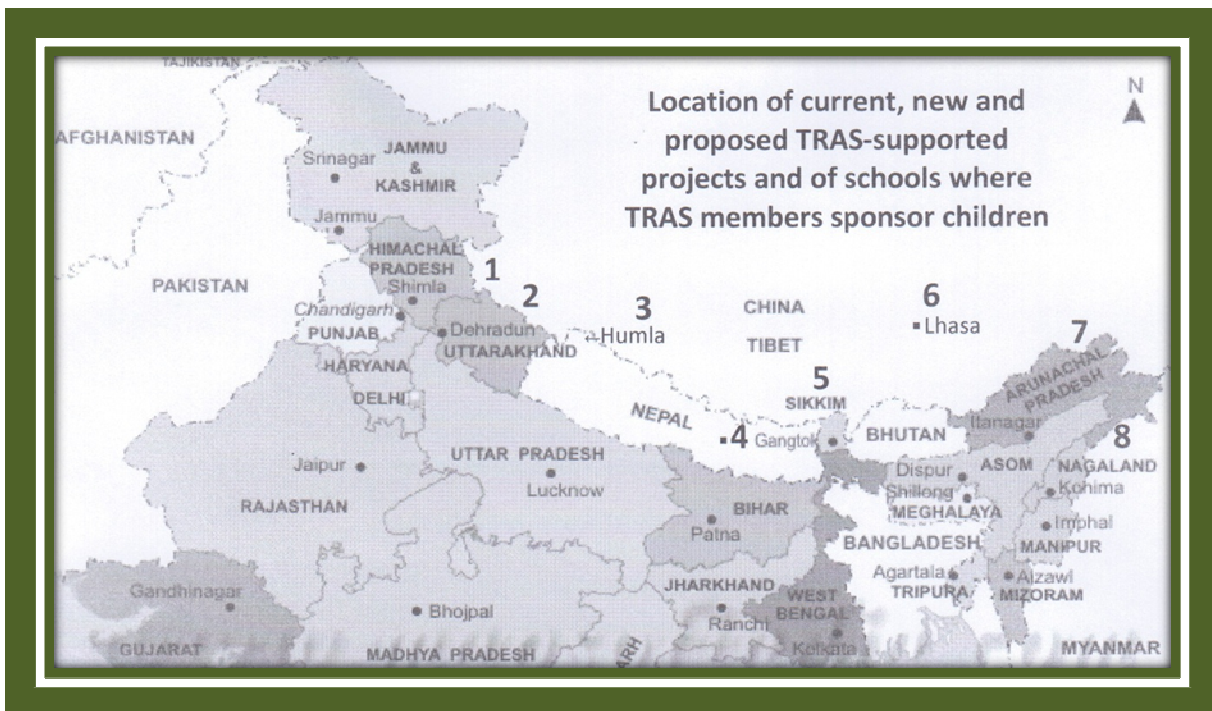 TAJIKISTAN
Location of current, new and
proposed TRAS-supported
projects and of schools where
TRAS members sponsor children
N
AFGHANISTAN
Srinagar
JAMMU
&
KASHMIR
Jammu
HIMACHAL
PRADESH
Shimla
1
PAKISTAN
2
3
Humla
CHINA
TIBET
6
Lhasa
Chandigarh
PUNJAB
Dehradun
UTTARAKHAND
7
ARUNACHAL
PRADESH
HARYANA
DELHI
5
SIKKIM
NEPAL
4
Gangtok
BHUTAN
Itanagar
8
UTTAR PRADESH
Lucknow
Jaipur
RAJASTHAN
Dispur
ASOM
NAGALAND
Shillong
Kohima
MEGHALAYA
BIHAR
Patna
Imphal
BANGLADESH
MANIPUR
Agartala
TRIPURA
Aizawl
MIZORAM
JHARKHAND
Ranchi
WEST
BENGAL
Kolkata
Gandhinagar
GUJARAT
Bhojpal
MADHYA PRADESH
ARH
MYANMAR